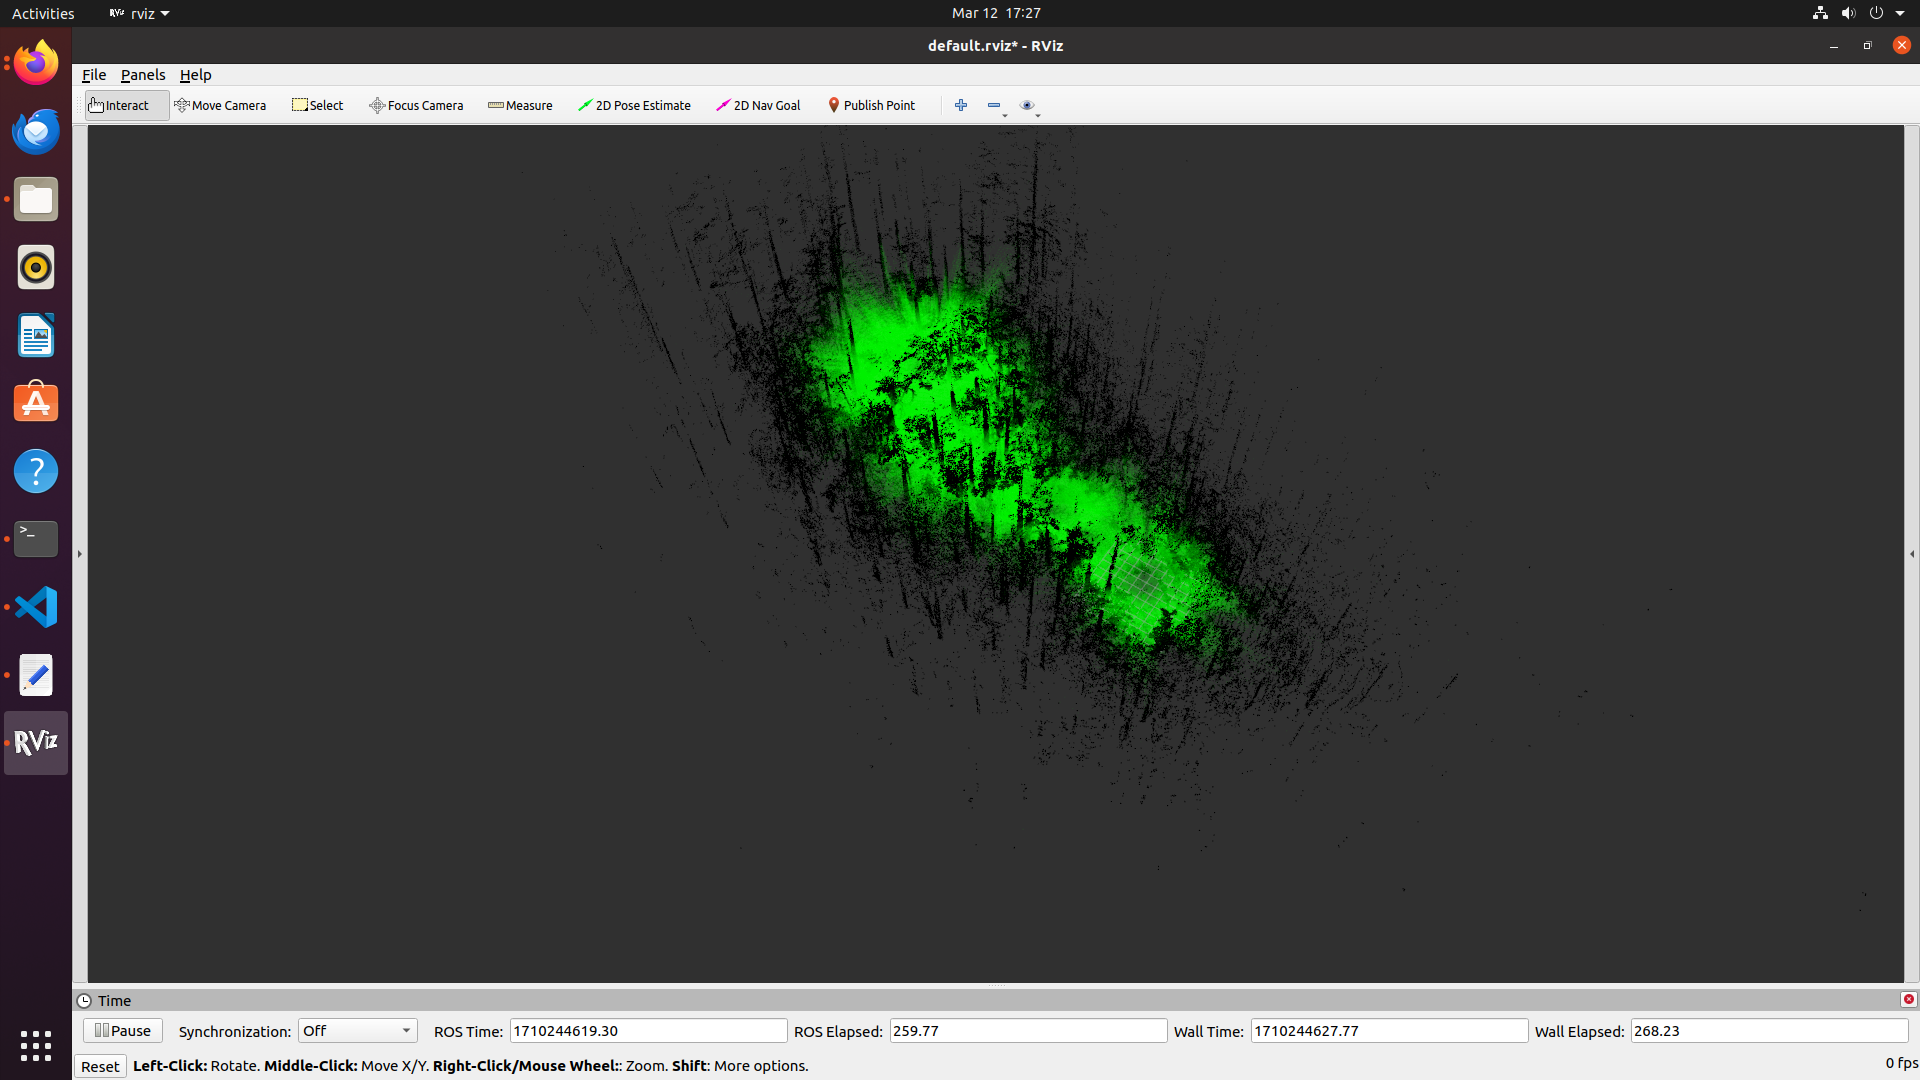 Activities RViz rviz Mar 12 17:27
default.rviz* - RViz
File Panels Help
Interact Move Camera Select Focus Camera Measure 2D Pose Estimate 2D Nav Goal Publish Point
>_
RViz
Time
Pause Synchronization: Off ROS Time: 1710244619.30 ROS Elapsed: 259.77 Wall Time: 1710244627.77 Wall Elapsed: 268.23
Reset Left-Click: Rotate. Middle-Click: Move X/Y. Right-Click/Mouse Wheel:: Zoom. Shift: More options. 0 fps